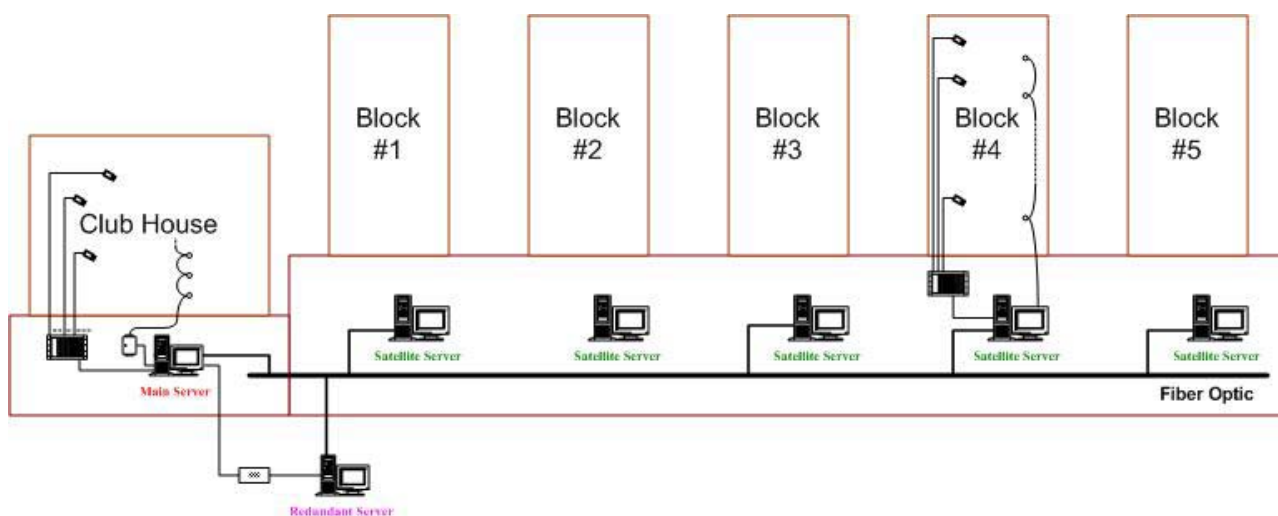 Block
#1
Block
#2
Block
#3
Block
#4
Block
#5
Club House
Satellite Server
Satellite Server
Satellite Server
Satellite Server
Satellite Server
Main Server
Fiber Optic
Redandant Server